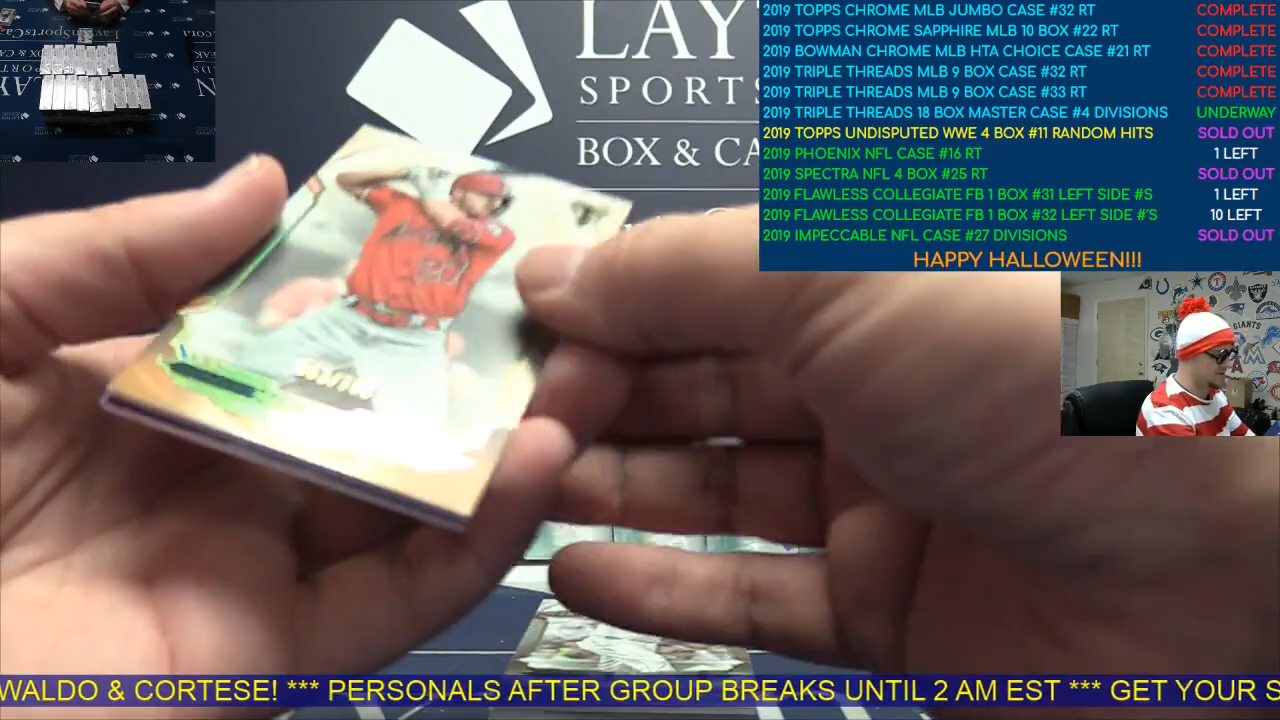 LAY
SPORTS
BOX & CA
2019 TOPPS CHROME MLB JUMBO CASE #32 RT COMPLETE
2019 TOPPS CHROME SAPPHIRE MLB 10 BOX #22 RT COMPLETE
2019 BOWMAN CHROME MLB HTA CHOICE CASE #21 RT COMPLETE
2019 TRIPLE THREADS MLB 9 BOX CASE #32 RT COMPLETE
2019 TRIPLE THREADS MLB 9 BOX CASE #33 RT COMPLETE
2019 TRIPLE THREADS 18 BOX MASTER CASE #4 DIVISIONS UNDERWAY
2019 TOPPS UNDISPUTED WWE 4 BOX #11 RANDOM HITS SOLD OUT
2019 PHOENIX NFL CASE #16 RT 1 LEFT
2019 SPECTRA NFL 4 BOX #25 RT SOLD OUT
2019 FLAWLESS COLLEGIATE FB 1 BOX #31 LEFT SIDE #S 1 LEFT
2019 FLAWLESS COLLEGIATE FB 1 BOX #32 LEFT SIDE #'S 10 LEFT
2019 IMPECCABLE NFL CASE #27 DIVISIONS SOLD OUT
HAPPY HALLOWEEN!!!
GIANTS
WALDO & CORTESE! *** PERSONALS AFTER GROUP BREAKS UNTIL 2 AM EST *** GET YOUR S